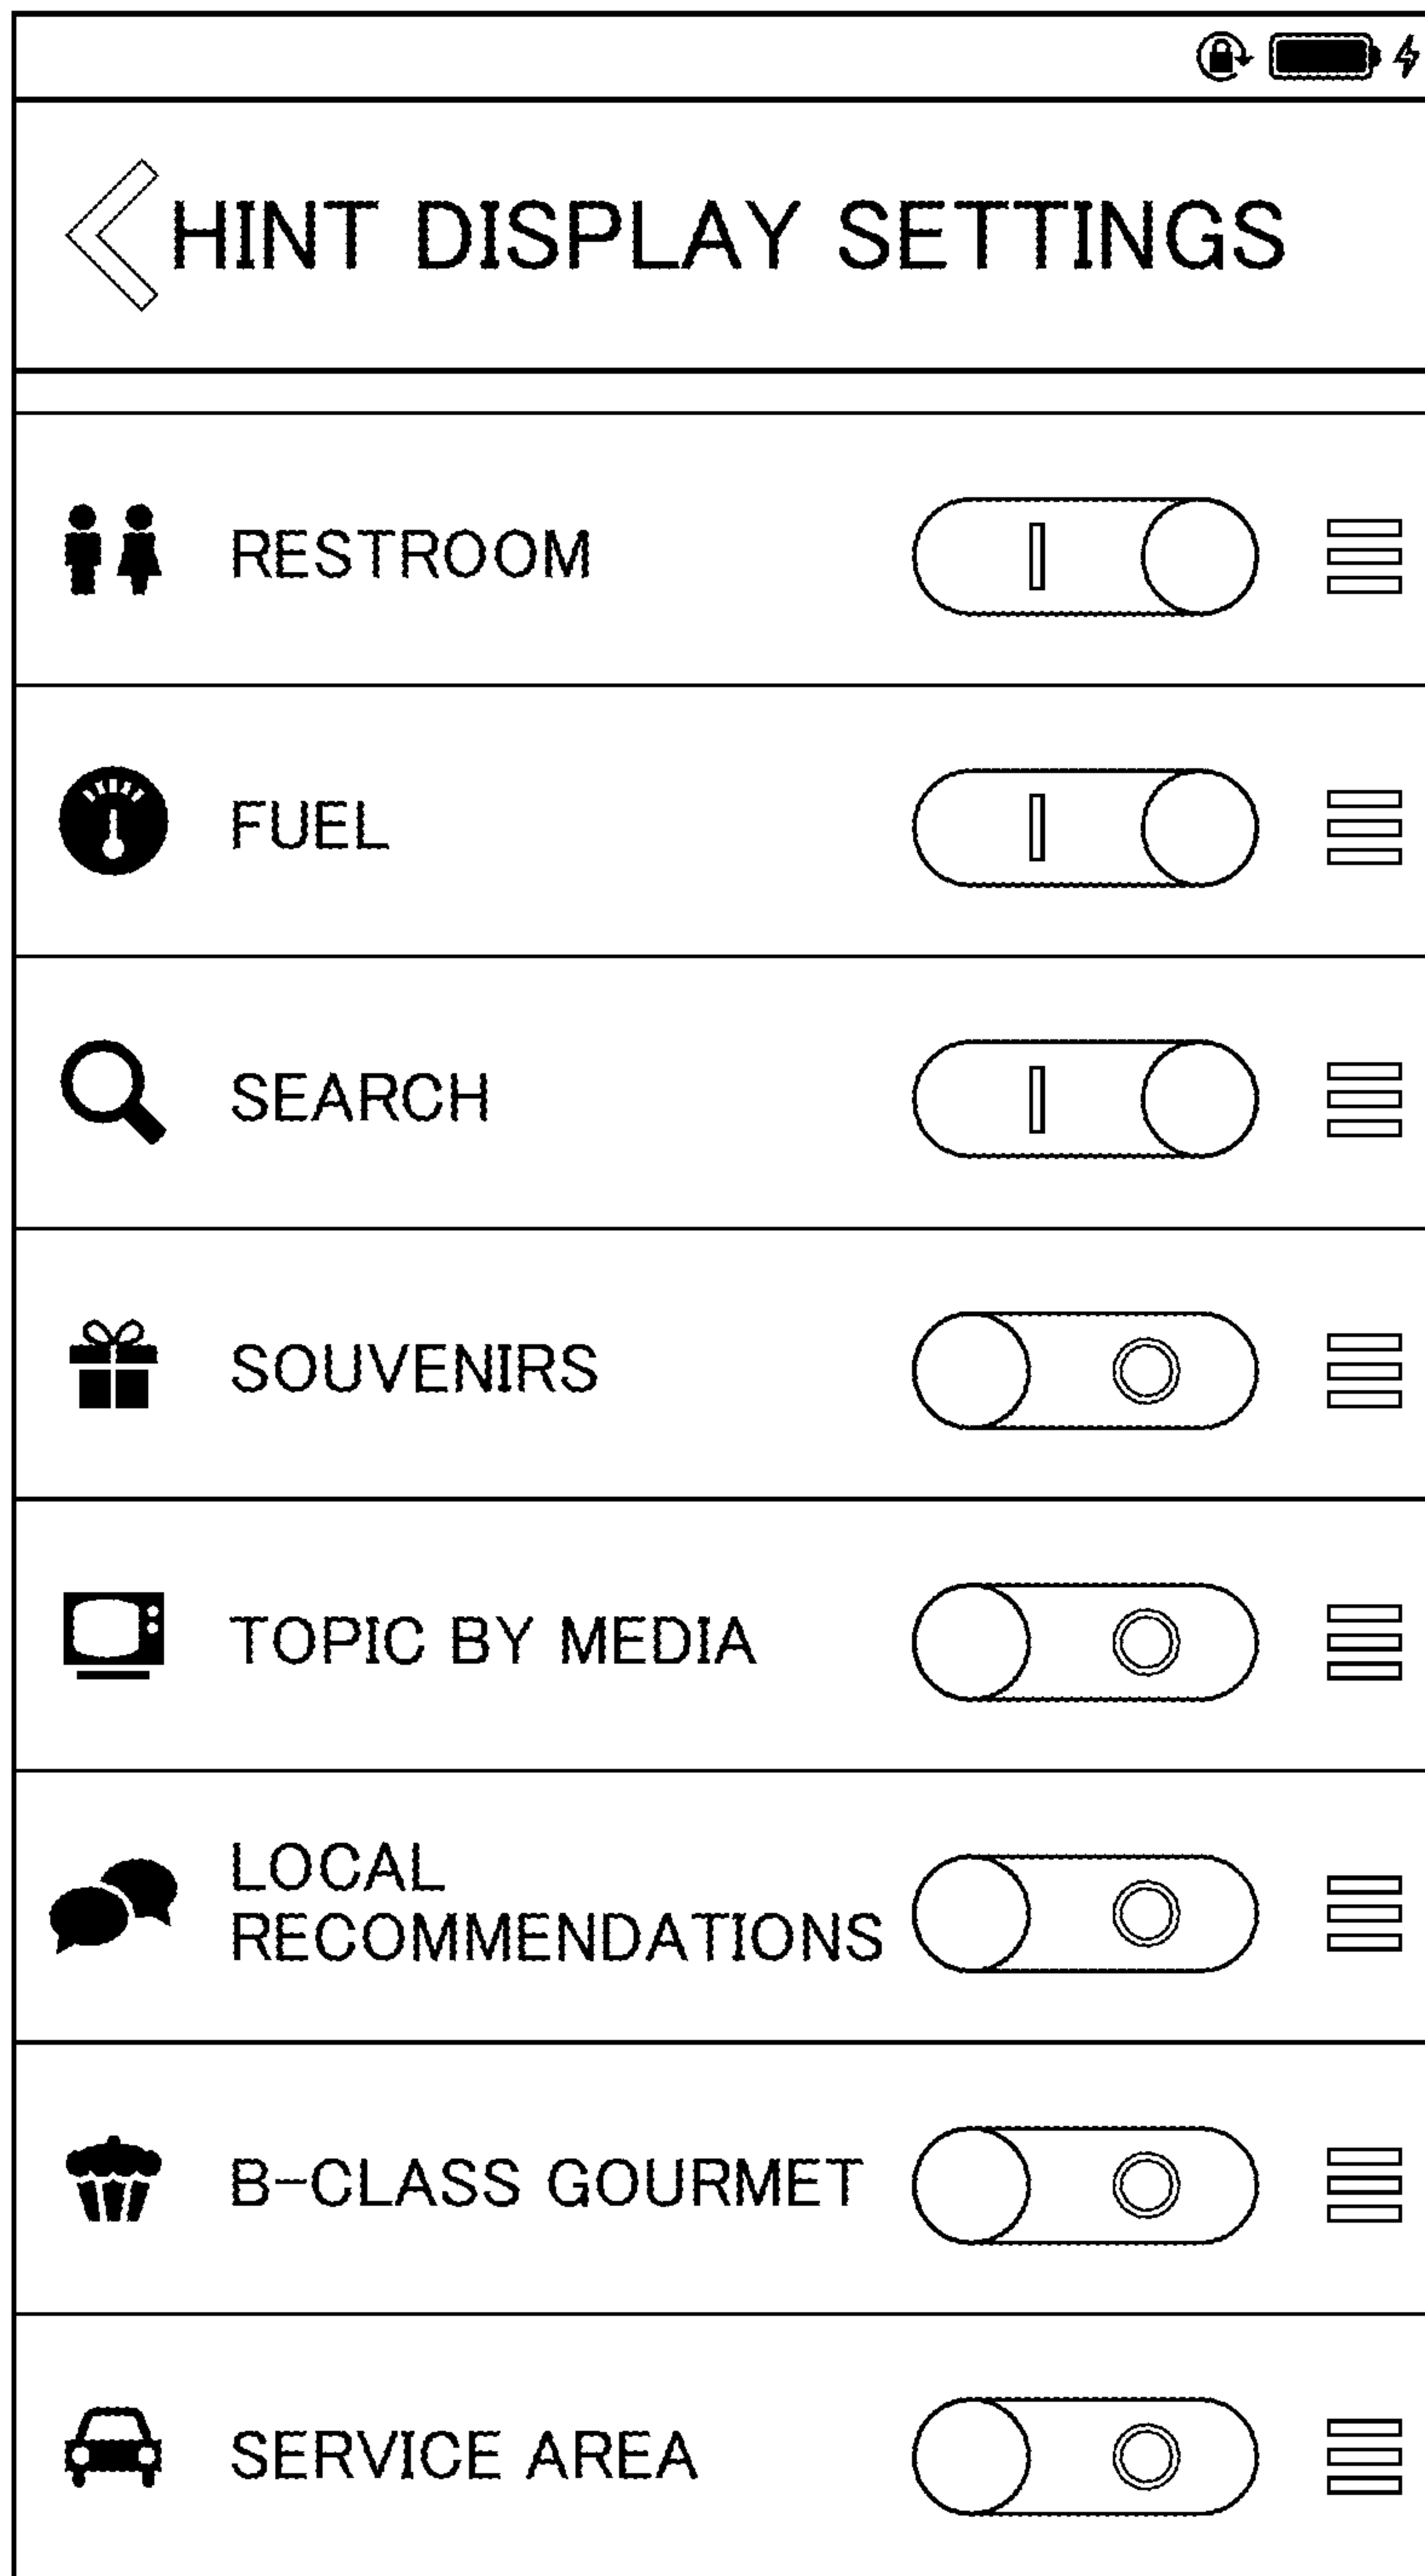 HINT DISPLAY SETTINGS
RESTROOM
FUEL
SEARCH
SOUVENIRS
TOPIC BY MEDIA
LOCAL
RECOMMENDATIONS
B-CLASS GOURMET
SERVICE AREA